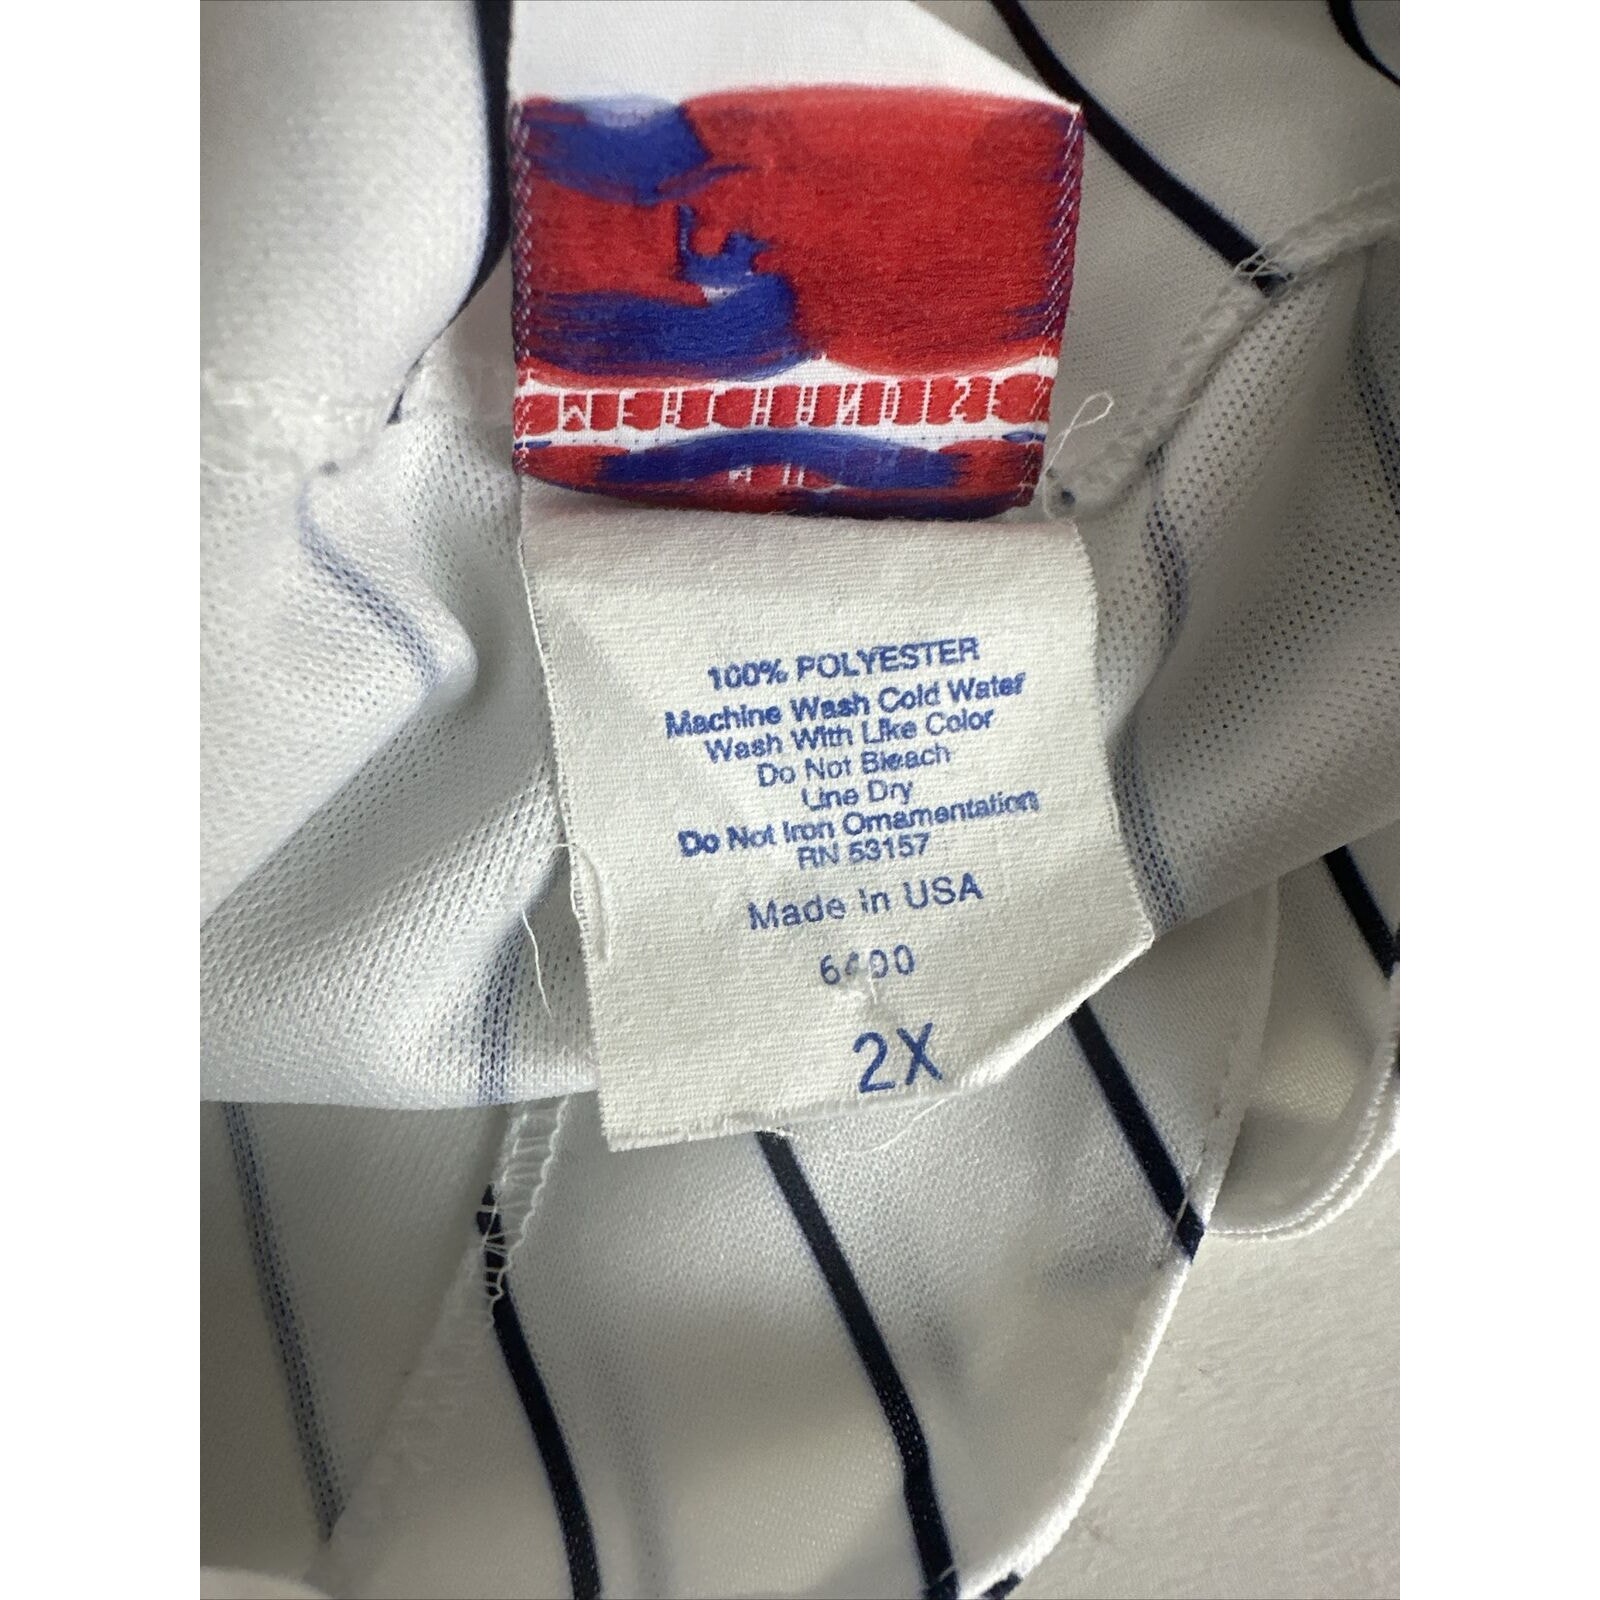 MERCHANDISE
100% POLYESTER
Machine Wash Cold Water
Wash With Like Color
Do Not Bleach
Line Dry
Do Not Iron Ornamentation
RN 53157
Made in USA
6400
2X